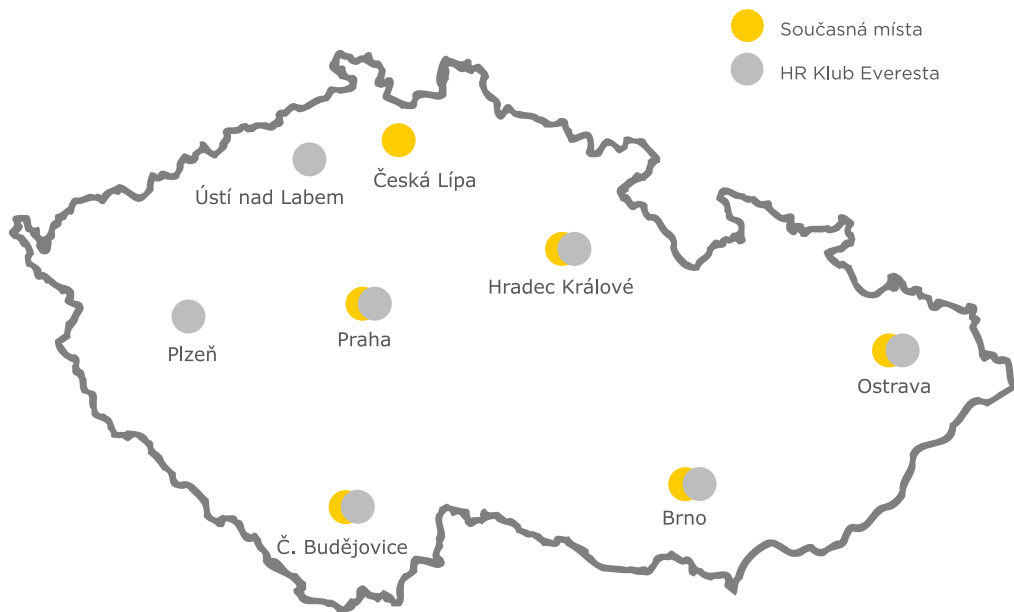 Současná místa
HR Klub Everesta
Česká Lípa
Ústí nad Labem
Hradec Králové
Praha
Plzeň
Ostrava
Brno
Č. Budějovice